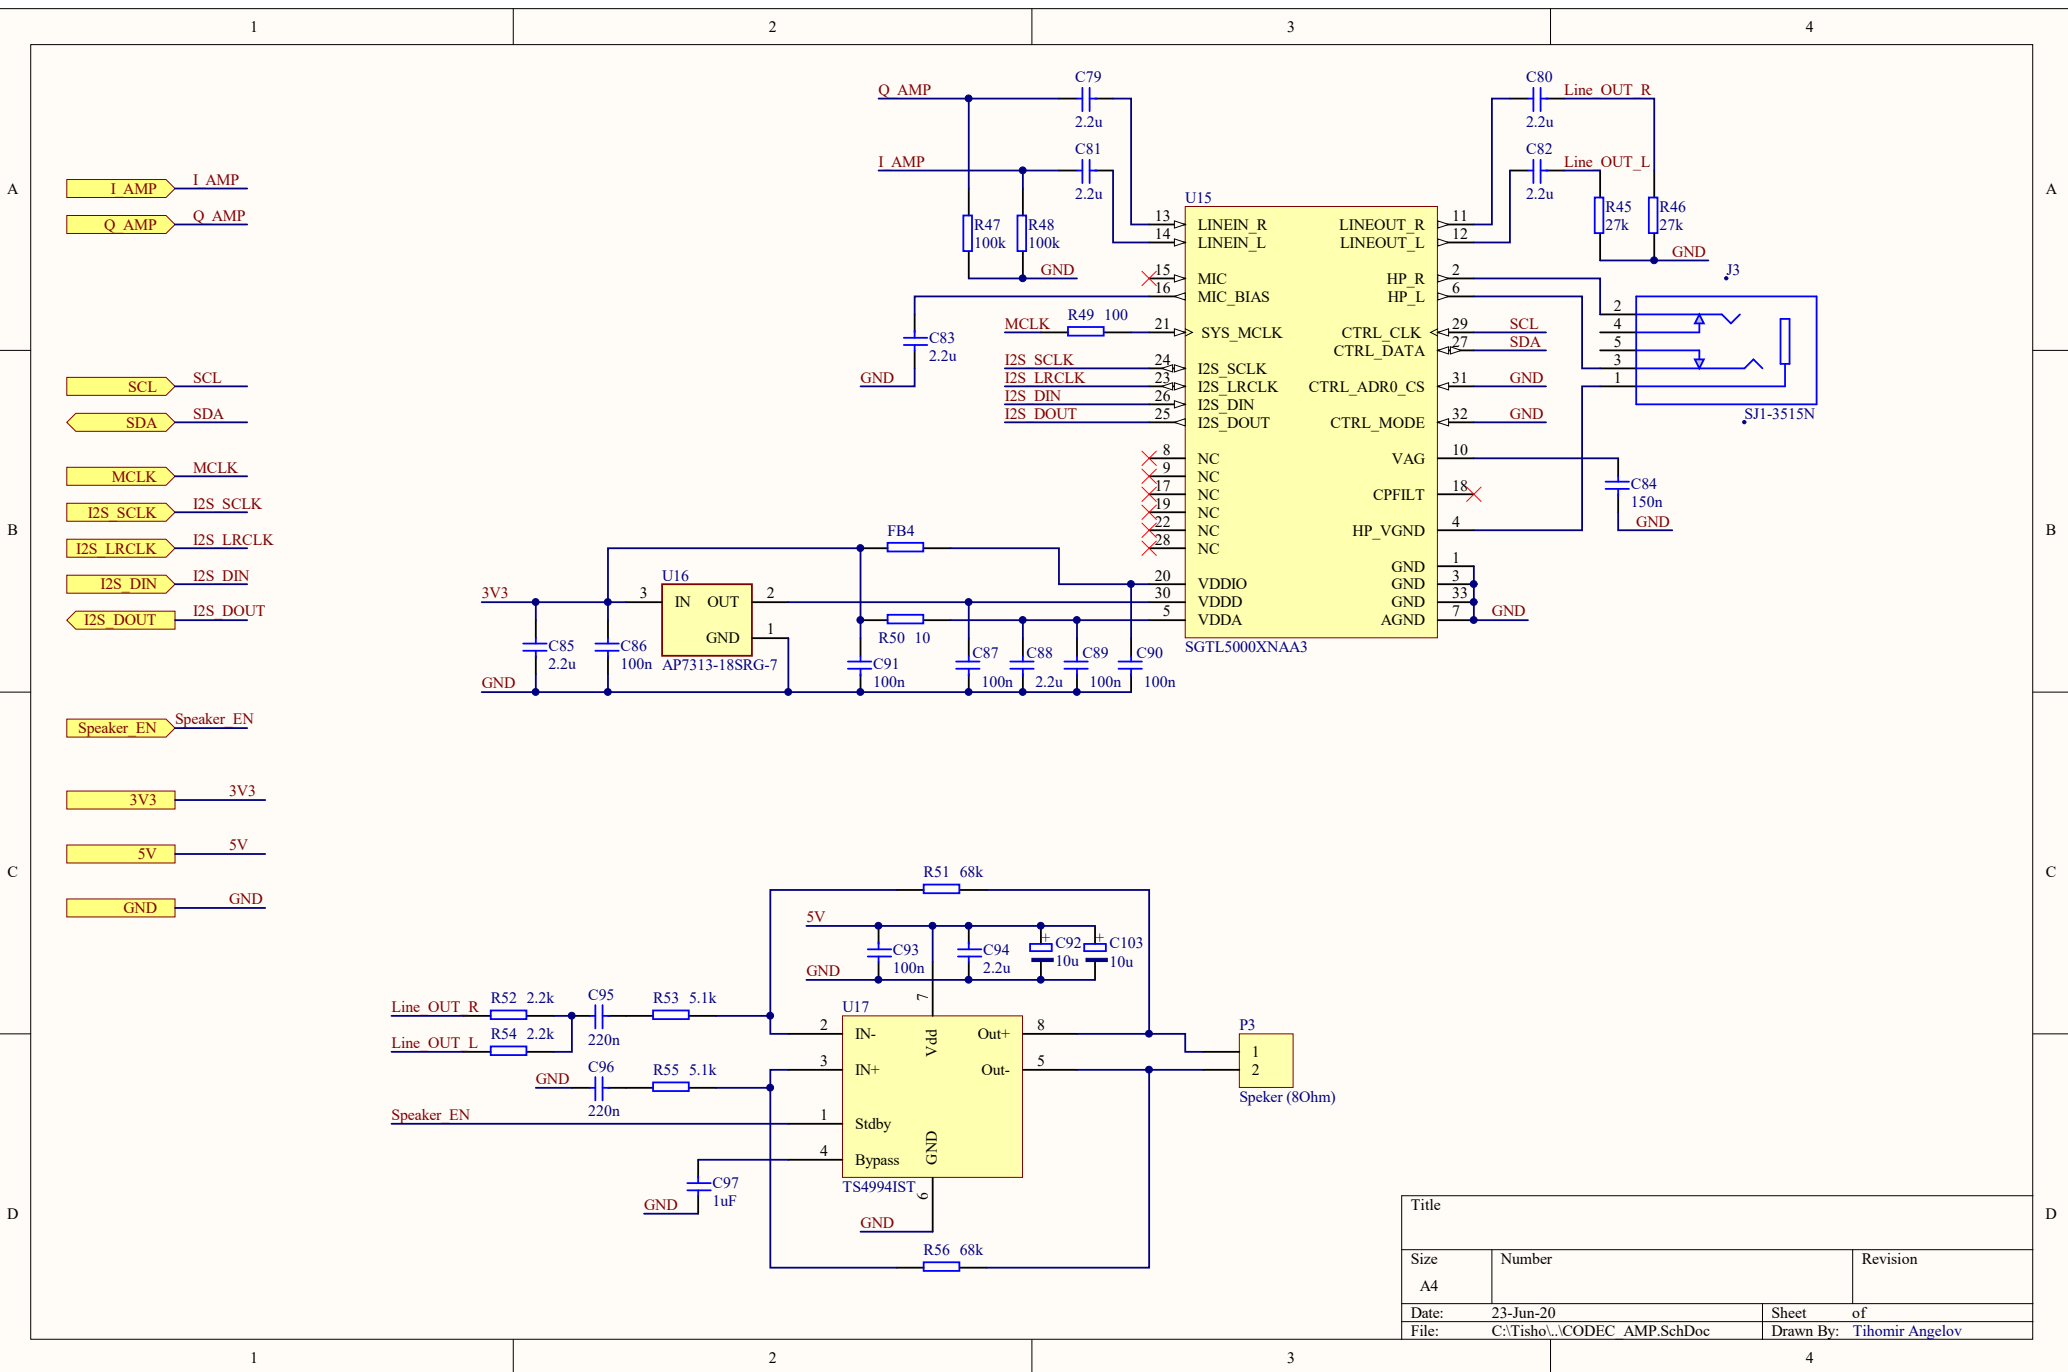 1 2 3 4
A A
B B
C C
D D
I_AMP I_AMP
Q_AMP Q_AMP
SCL SCL
SDA SDA
MCLK MCLK
I2S_SCLK I2S_SCLK
I2S_LRCLK I2S_LRCLK
I2S_DIN I2S_DIN
I2S_DOUT I2S_DOUT
Speaker_EN Speaker_EN
3V3 3V3
5V 5V
GND GND
Q_AMP
C79
2.2u
I_AMP
C81
2.2u
R47
100k
R48
100k
GND
C80
2.2u
Line_OUT_R
C82
2.2u
Line_OUT_L
R45
27k
R46
27k
GND
U15
13 LINEIN_R LINEOUT_R 11
14 LINEIN_L LINEOUT_L 12
15 MIC HP_R 2
16 MIC_BIAS HP_L 6
21 SYS_MCLK CTRL_CLK 29 SCL
CTRL_DATA 27 SDA
24 I2S_SCLK
23 I2S_LRCLK CTRL_ADR0_CS 31 GND
26 I2S_DIN
25 I2S_DOUT CTRL_MODE 32 GND
8 NC VAG 10
9 NC
17 NC CPFILT 18
19 NC
22 NC HP_VGND 4
28 NC
GND 1
20 VDDIO GND 3
30 VDDD GND 33
5 VDDA AGND 7 GND
SGTL5000XNAA3
MCLK R49 100
I2S_SCLK
I2S_LRCLK
I2S_DIN
I2S_DOUT
C83
2.2u
GND
J3
2
4
5
3
1
SJ1-3515N
C84
150n
GND
FB4
U16
3V3 3 IN OUT 2
GND 1
AP7313-18SRG-7
R50 10
C85
2.2u
C86
100n
C91
100n
C87
100n
C88
2.2u
C89
100n
C90
100n
GND
R51 68k
5V
C93
100n
C94
2.2u
+ C92
10u
+ C103
10u
GND
Line_OUT_R R52 2.2k C95 R53 5.1k
220n
Line_OUT_L R54 2.2k
GND C96 R55 5.1k
220n
Speaker_EN
U17
7 Vdd
2 IN- Out+ 8
3 IN+ Out- 5
1 Stdby
4 Bypass
GND 6
TS4994IST
C97
1uF
GND
GND
R56 68k
P3
1
2
Speker (8Ohm)
Title
Size Number Revision
A4
Date: 23-Jun-20 Sheet of
File: C:\Tisho\..\CODEC_AMP.SchDoc Drawn By: Tihomir Angelov
1 2 3 4